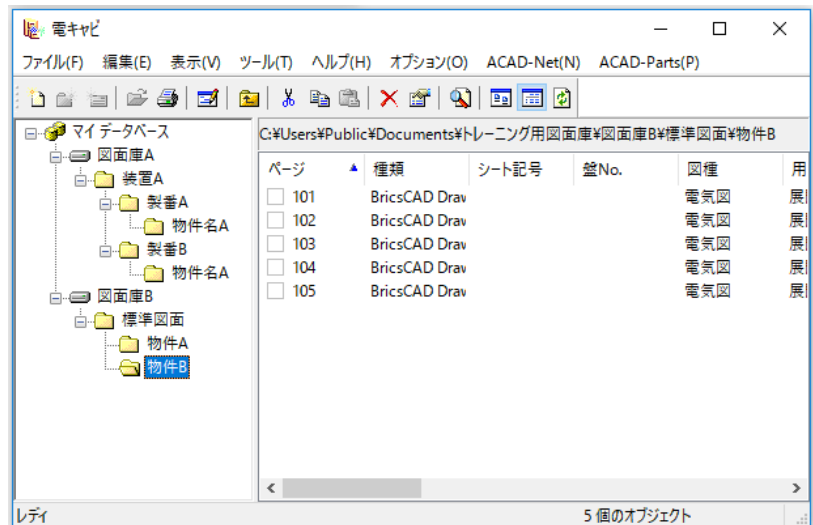 電キャビ
ファイル(F) 編集(E) 表示(V) ツール(T) ヘルプ(H) オプション(O) ACAD-Net(N) ACAD-Parts(P)
マイ データベース
図面庫A
装置A
製番A
物件名A
製番B
物件名A
図面庫B
標準図面
物件A
物件B
C:¥Users¥Public¥Documents¥トレーニング用図面庫¥図面庫B¥標準図面¥物件B
ページ 種類 シート記号 盤No. 図種 用
101 BricsCAD Drav 電気図 展
102 BricsCAD Drav 電気図 展
103 BricsCAD Drav 電気図 展
104 BricsCAD Drav 電気図 展
105 BricsCAD Drav 電気図 展
レディ 5 個のオブジェクト